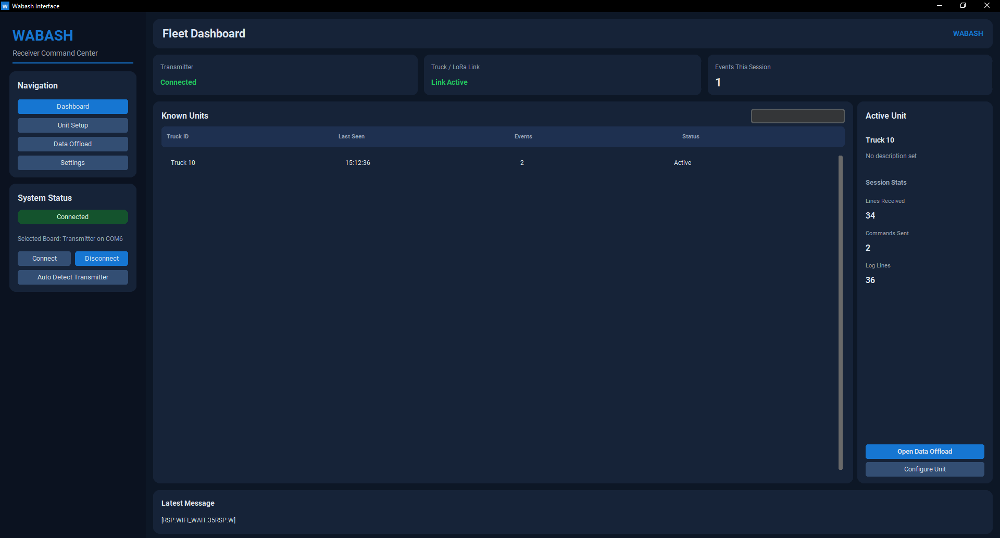 Wabash Interface
WABASH
Receiver Command Center
Navigation
Dashboard
Unit Setup
Data Offload
Settings
System Status
Connected
Selected Board: Transmitter on COM6
Connect Disconnect
Auto Detect Transmitter
Fleet Dashboard
WABASH
Transmitter
Connected
Truck / LoRa Link
Link Active
Events This Session
1
Known Units
Truck ID Last Seen Events Status
Truck 10 15:12:36 2 Active
Active Unit
Truck 10
No description set
Session Stats
Lines Received
34
Commands Sent
2
Log Lines
36
Open Data Offload
Configure Unit
Latest Message
[RSP:WIFI_WAIT:35RSP:W]